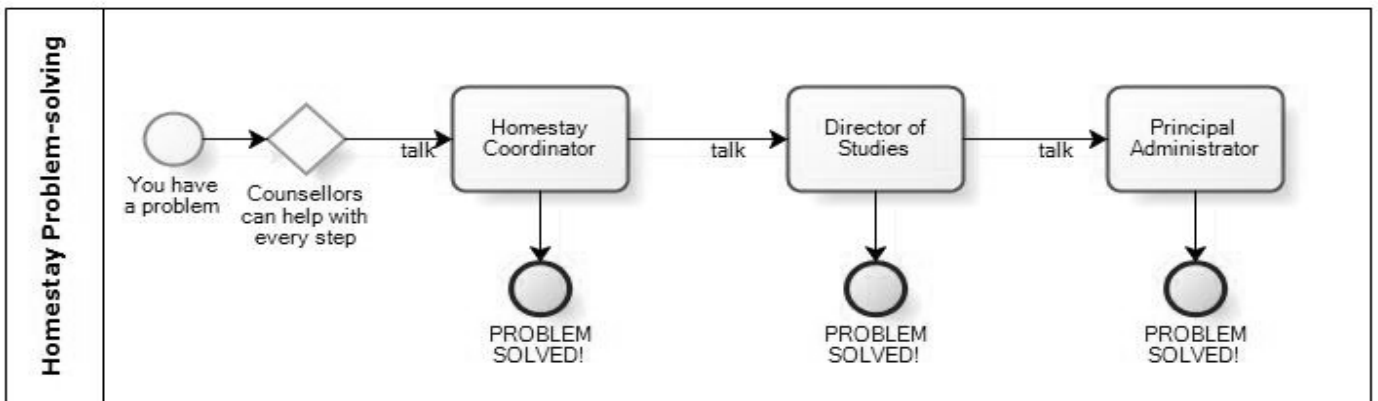 Homestay Problem-solving
You have
a problem
Counsellors
can help with
every step
talk
Homestay
Coordinator
PROBLEM
SOLVED!
talk
Director of
Studies
PROBLEM
SOLVED!
talk
Principal
Administrator
PROBLEM
SOLVED!